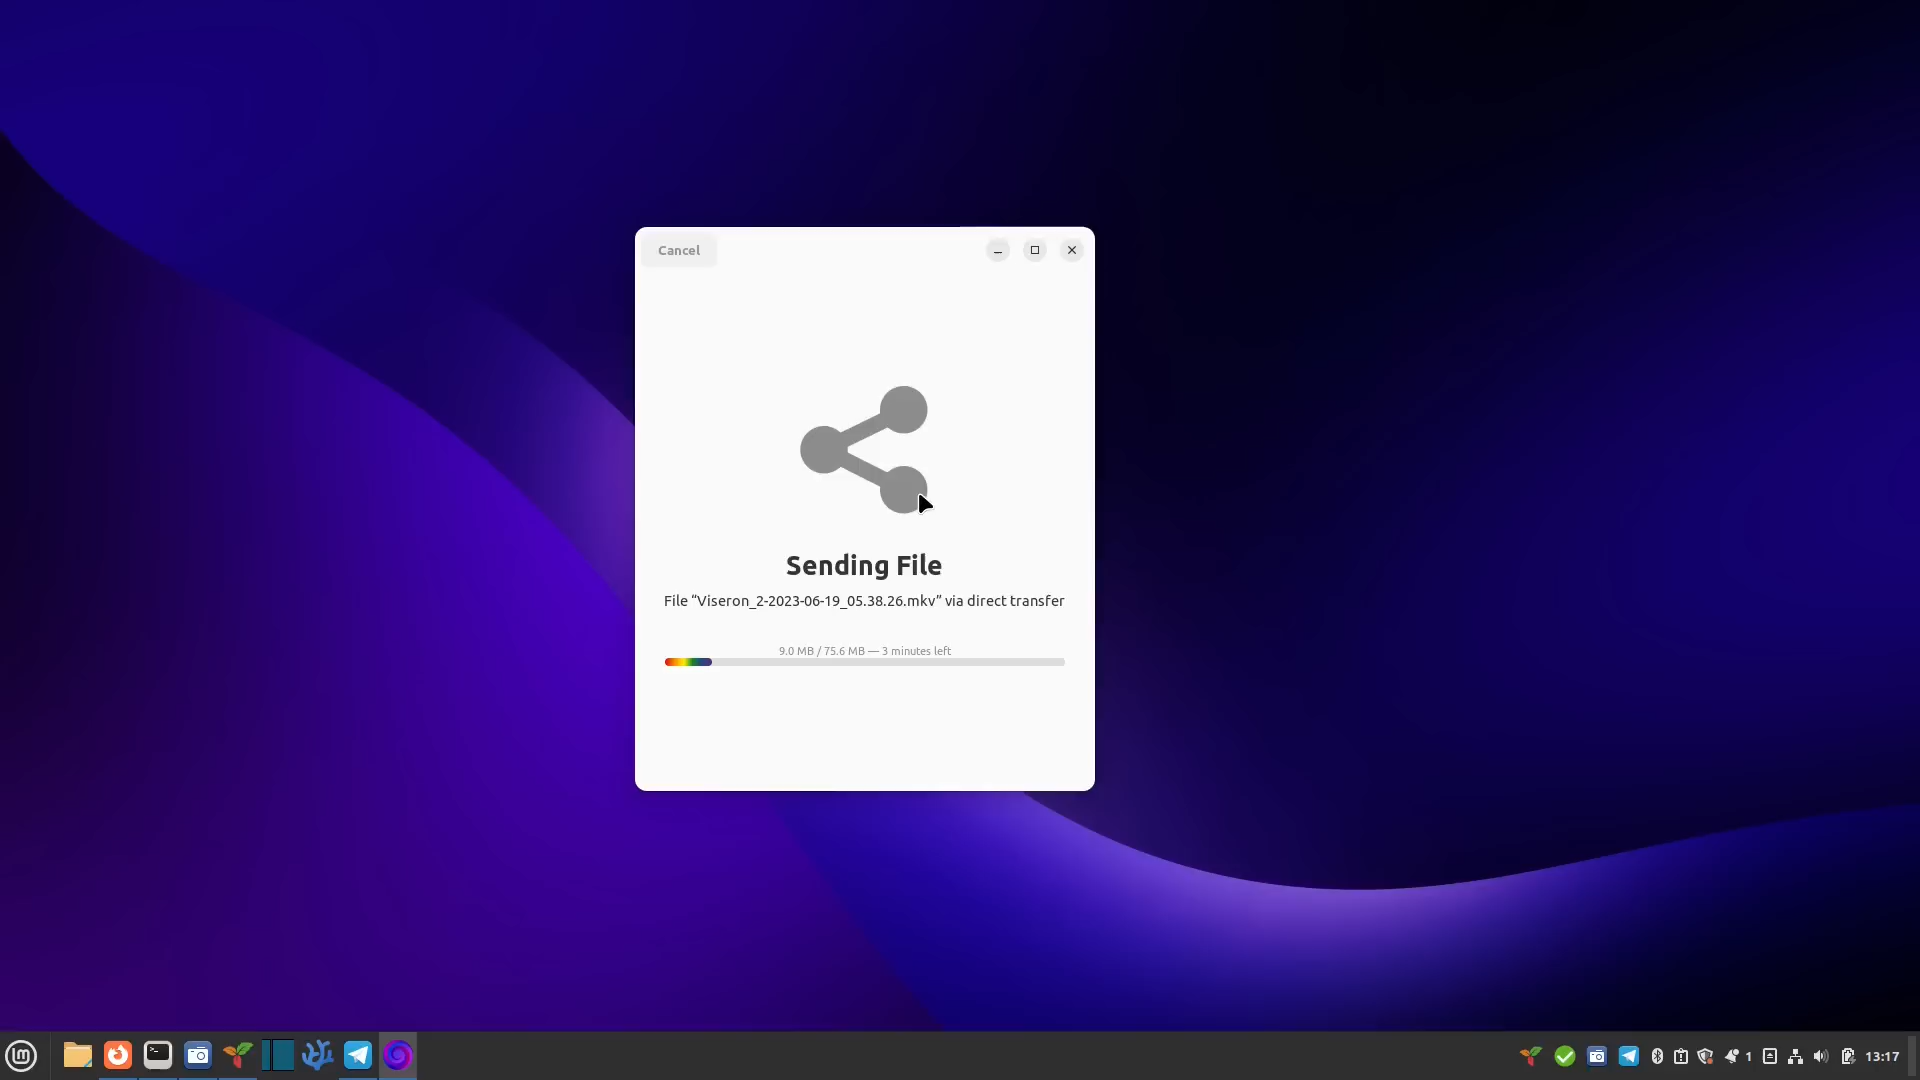 Cancel
Sending File
File “Viseron_2-2023-06-19_05.38.26.mkv” via direct transfer
9.0 MB / 75.6 MB — 3 minutes left
1
13:17